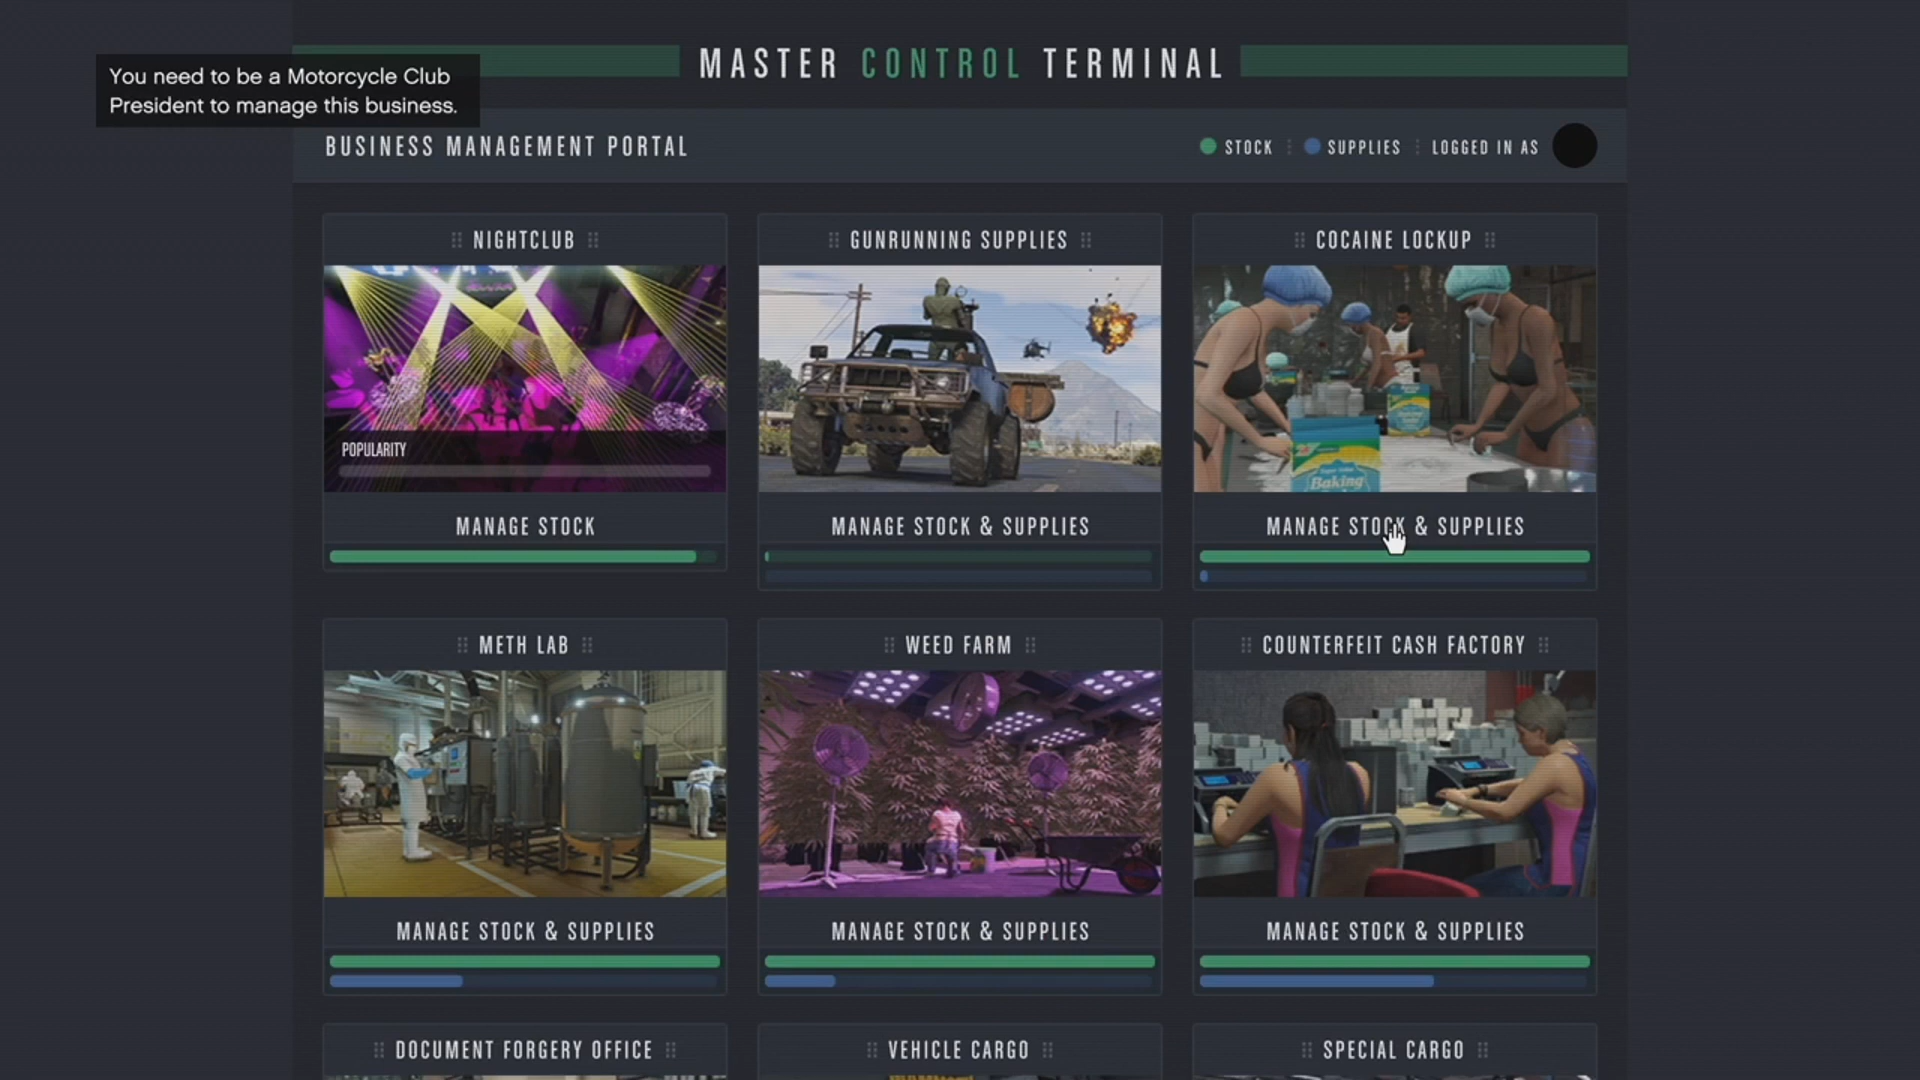 MASTER CONTROL TERMINAL
You need to be a Motorcycle Club
President to manage this business.
BUSINESS MANAGEMENT PORTAL
STOCK
SUPPLIES
LOGGED IN AS
NIGHTCLUB
GUNRUNNING SUPPLIES
COCAINE LOCKUP
POPULARITY
Baking
MANAGE STOCK
MANAGE STOCK & SUPPLIES
MANAGE STOCK & SUPPLIES
METH LAB
WEED FARM
COUNTERFEIT CASH FACTORY
MANAGE STOCK & SUPPLIES
MANAGE STOCK & SUPPLIES
MANAGE STOCK & SUPPLIES
DOCUMENT FORGERY OFFICE
VEHICLE CARGO
SPECIAL CARGO